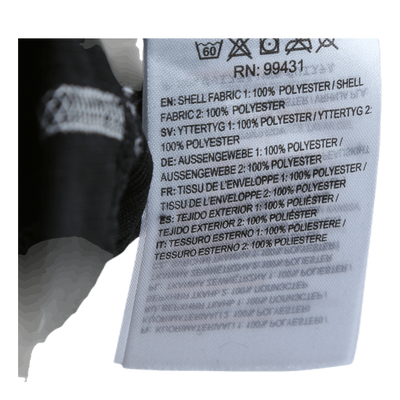 60
RN: 99431
EN: SHELL FABRIC 1: 100% POLYESTER / SHELL
FABRIC 2: 100% POLYESTER
SV: YTTERTYG 1: 100% POLYESTER / YTTERTYG 2:
100% POLYESTER
DE: AUSSENGEWEBE 1: 100% POLYESTER /
AUSSENGEWEBE 2: 100% POLYESTER
FR: TISSU DE L'ENVELOPPE 1: 100% POLYESTER /
TISSU DE L'ENVELOPPE 2: 100% POLYESTER
ES: TEJIDO EXTERIOR 1: 100% POLIÉSTER /
TEJIDO EXTERIOR 2: 100% POLIÉSTER
IT: TESSURO ESTERNO 1: 100% POLIESTERE /
TESSURO ESTERNO 2: 100% POLIESTERE